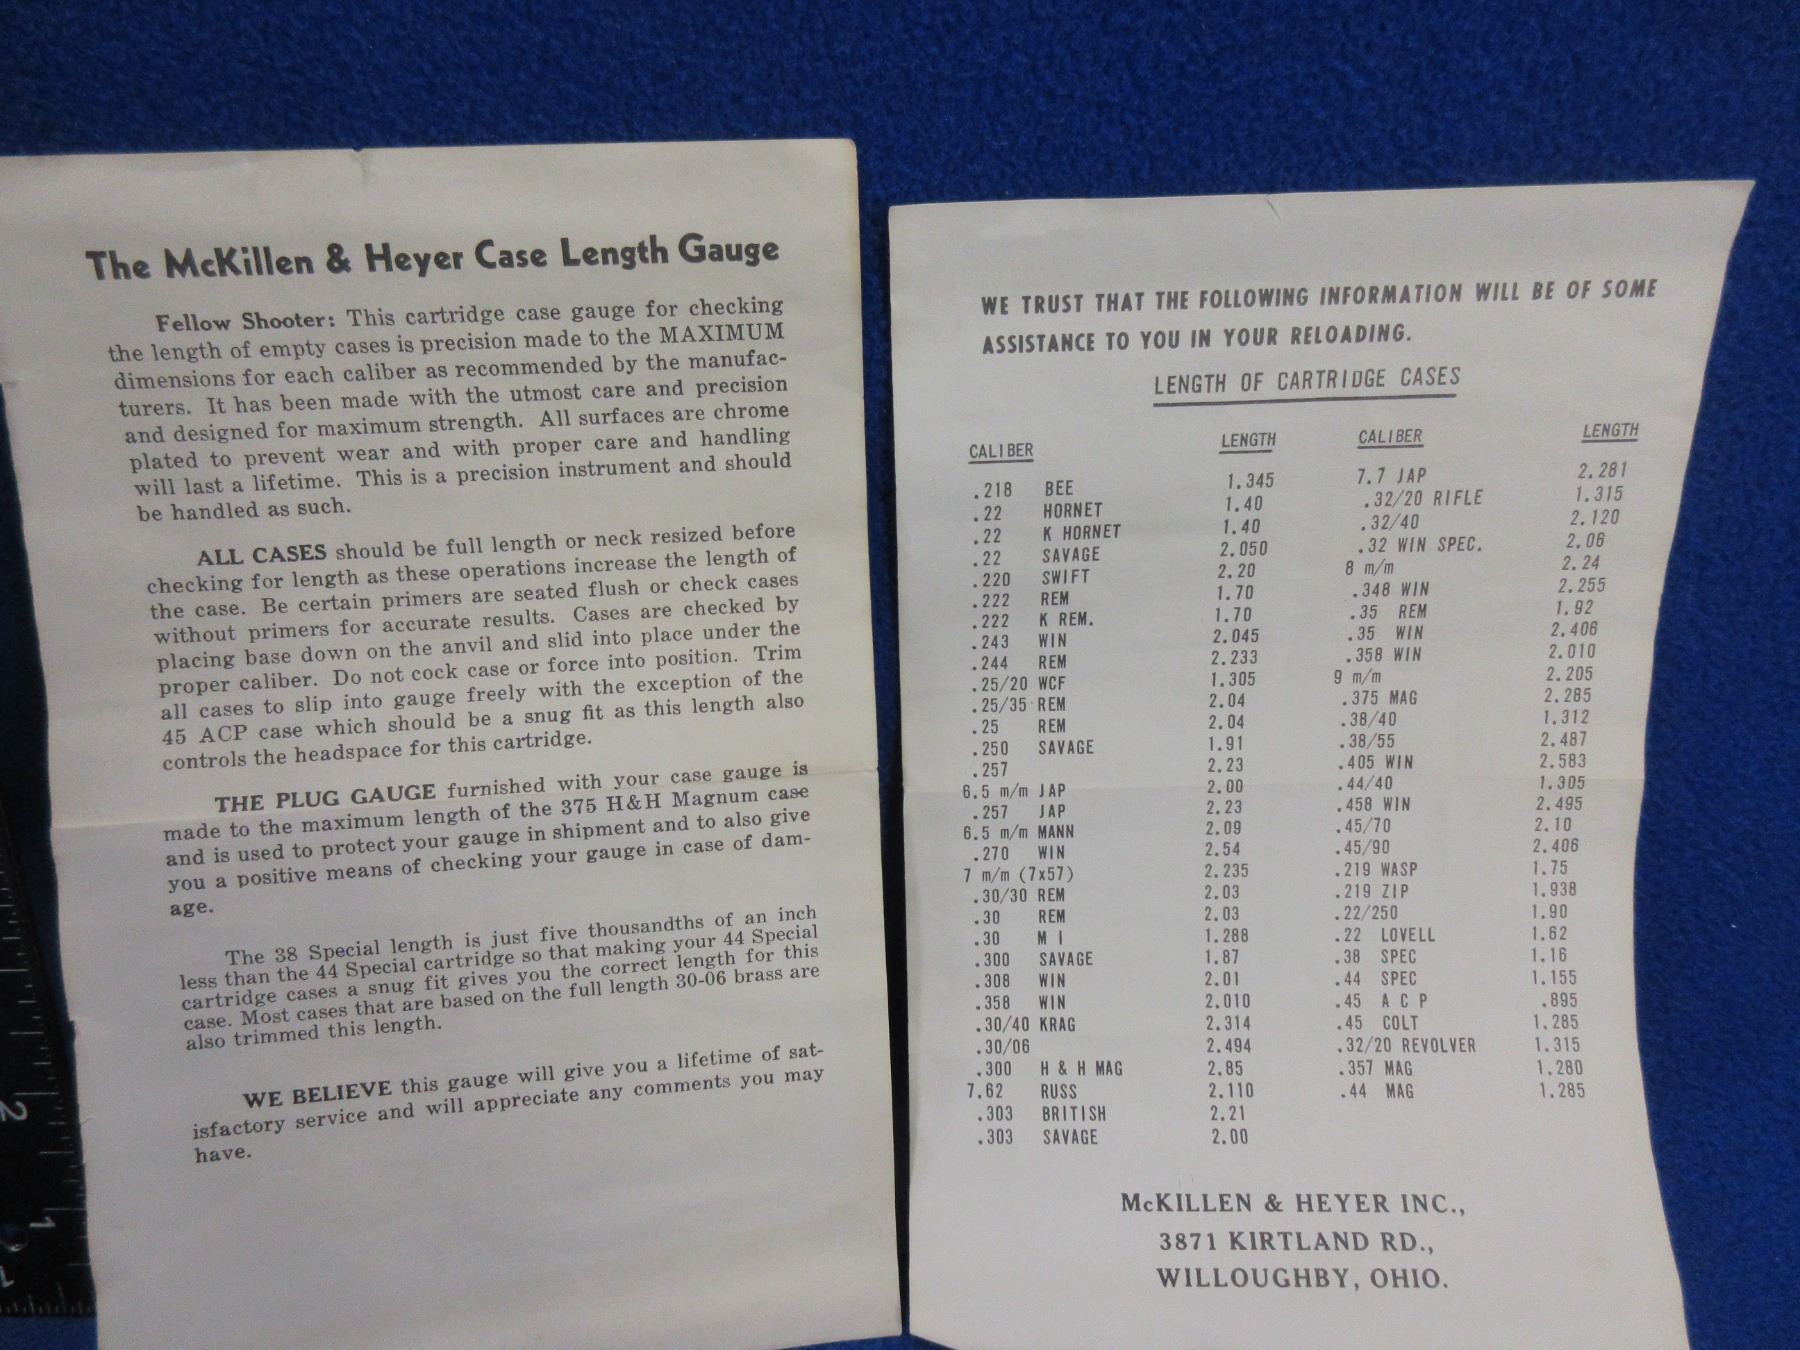 The McKillen & Heyer Case Length Gauge
Fellow Shooter: This cartridge case gauge for checking
the length of empty cases is precision made to the MAXIMUM
dimensions for each caliber as recommended by the manufac-
turers. It has been made with the utmost care and precision
and designed for maximum strength. All surfaces are chrome
plated to prevent wear and with proper care and handling
will last a lifetime. This is a precision instrument and should
be handled as such.
ALL CASES should be full length or neck resized before
checking for length as these operations increase the length of
the case. Be certain primers are seated flush or check cases
without primers for accurate results. Cases are checked by
placing base down on the anvil and slid into place under the
proper caliber. Do not cock case or force into position. Trim
all cases to slip into gauge freely with the exception of the
45 ACP case which should be a snug fit as this length also
controls the headspace for this cartridge.
THE PLUG GAUGE furnished with your case gauge is
made to the maximum length of the 375 H&H Magnum case
and is used to protect your gauge in shipment and to also give
you a positive means of checking your gauge in case of dam-
age.
The 38 Special length is just five thousandths of an inch
less than the 44 Special cartridge so that making your 44 Special
cartridge cases a snug fit gives you the correct length for this
case. Most cases that are based on the full length 30-06 brass are
also trimmed this length.
WE BELIEVE this gauge will give you a lifetime of sat-
isfactory service and will appreciate any comments you may
have.
2
1
1
WE TRUST THAT THE FOLLOWING INFORMATION WILL BE OF SOME
ASSISTANCE TO YOU IN YOUR RELOADING.
LENGTH OF CARTRIDGE CASES
CALIBER LENGTH CALIBER LENGTH
.218 BEE 1.345 7.7 JAP 2.281
.22 HORNET 1.40 .32/20 RIFLE 1.315
.22 K HORNET 1.40 .32/40 2.120
.22 SAVAGE 2.050 .32 WIN SPEC. 2.06
.220 SWIFT 2.20 8 m/m 2.24
.222 REM 1.70 .348 WIN 2.255
.222 K REM. 1.70 .35 REM 1.92
.243 WIN 2.045 .35 WIN 2.406
.244 REM 2.233 .358 WIN 2.010
.25/20 WCF 1.305 9 m/m 2.205
.25/35 REM 2.04 .375 MAG 2.285
.25 REM 2.04 .38/40 1.312
.250 SAVAGE 1.91 .38/55 2.487
.257 2.23 .405 WIN 2.583
6.5 m/m JAP 2.00 .44/40 1.305
.257 JAP 2.23 .458 WIN 2.495
6.5 m/m MANN 2.09 .45/70 2.10
.270 WIN 2.54 .45/90 2.406
7 m/m (7x57) 2.235 .219 WASP 1.75
.30/30 REM 2.03 .219 ZIP 1.938
.30 REM 2.03 .22/250 1.90
.30 M I 1.288 .22 LOVELL 1.62
.300 SAVAGE 1.87 .38 SPEC 1.16
.308 WIN 2.01 .44 SPEC 1.155
.358 WIN 2.010 .45 A C P .895
.30/40 KRAG 2.314 .45 COLT 1.285
.30/06 2.494 .32/20 REVOLVER 1.315
.300 H & H MAG 2.85 .357 MAG 1.280
7.62 RUSS 2.110 .44 MAG 1.285
.303 BRITISH 2.21
.303 SAVAGE 2.00
McKILLEN & HEYER INC.,
3871 KIRTLAND RD.,
WILLOUGHBY, OHIO.